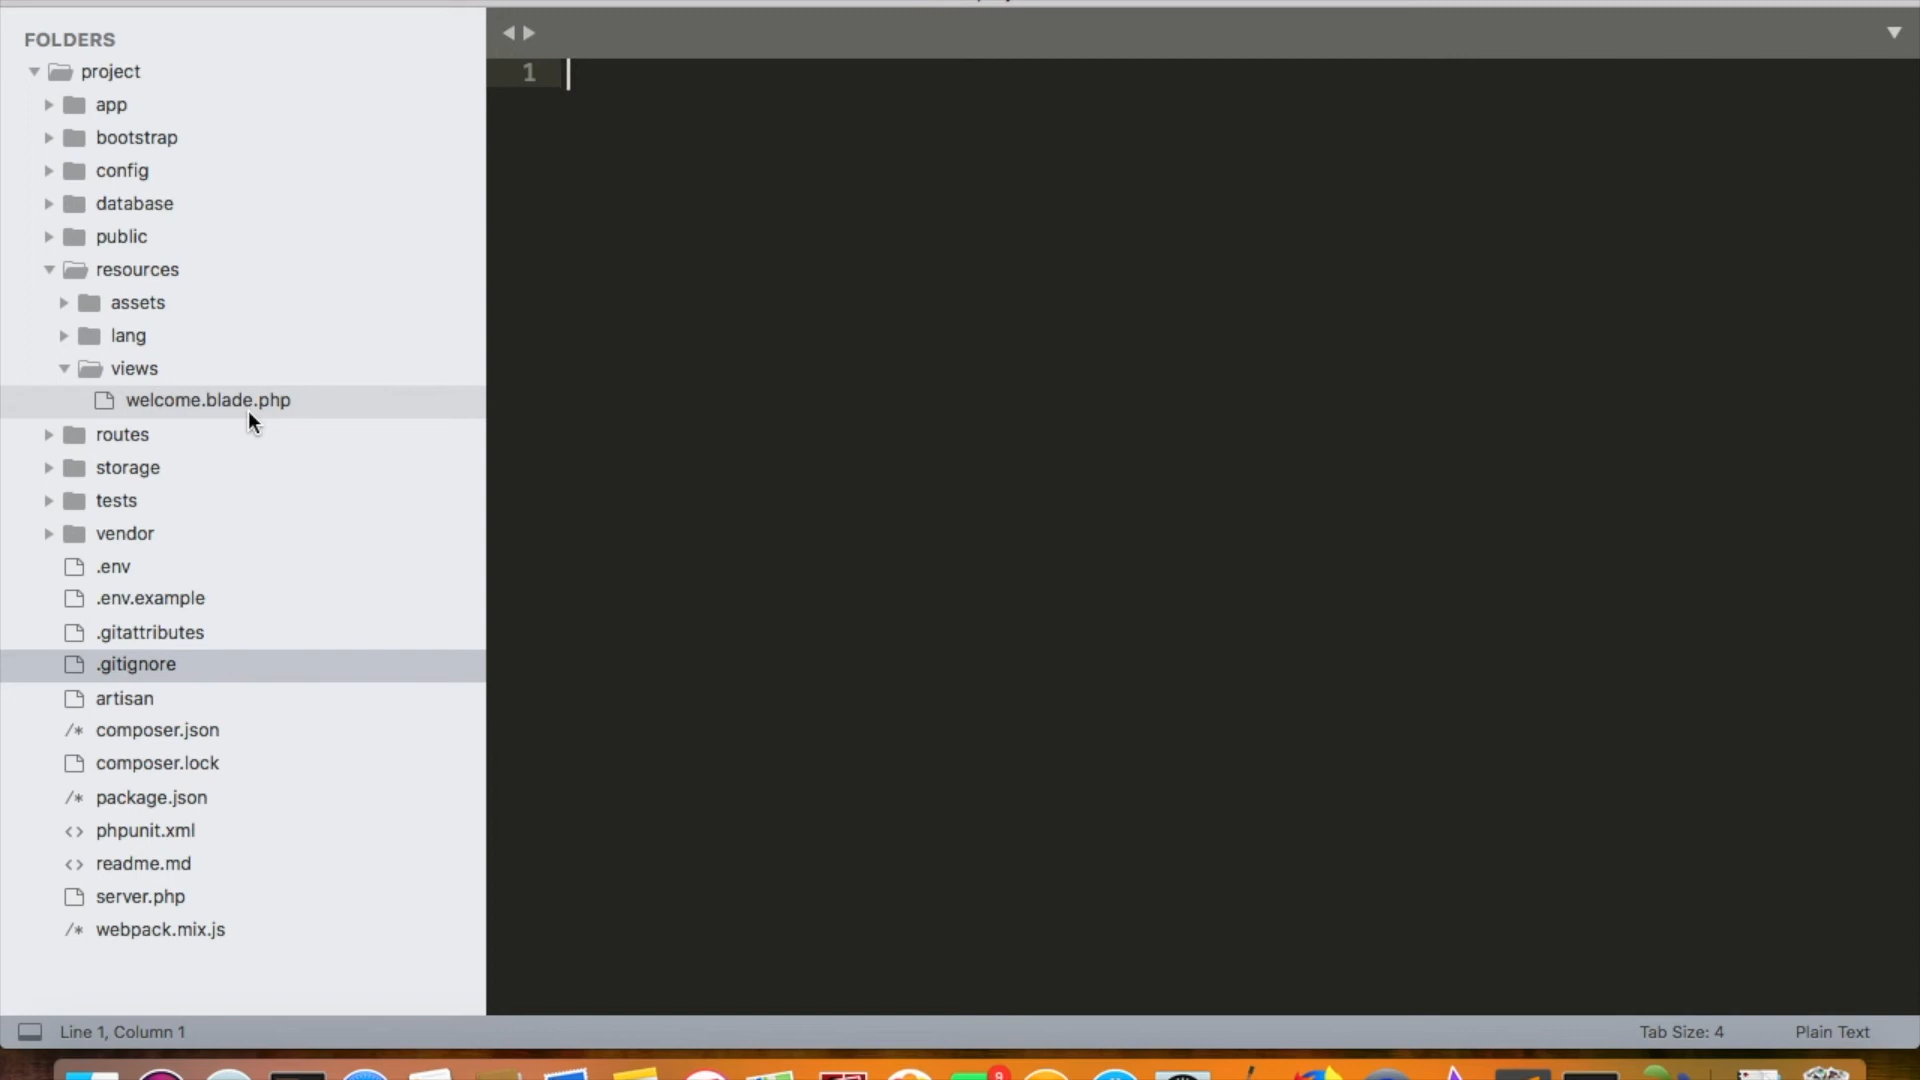 FOLDERS
project
app
bootstrap
config
database
public
resources
assets
lang
views
welcome.blade.php
routes
storage
tests
vendor
.env
.env.example
.gitattributes
.gitignore
artisan
/* composer.json
composer.lock
/* package.json
<> phpunit.xml
<> readme.md
server.php
/* webpack.mix.js
1
Line 1, Column 1
Tab Size: 4
Plain Text
9